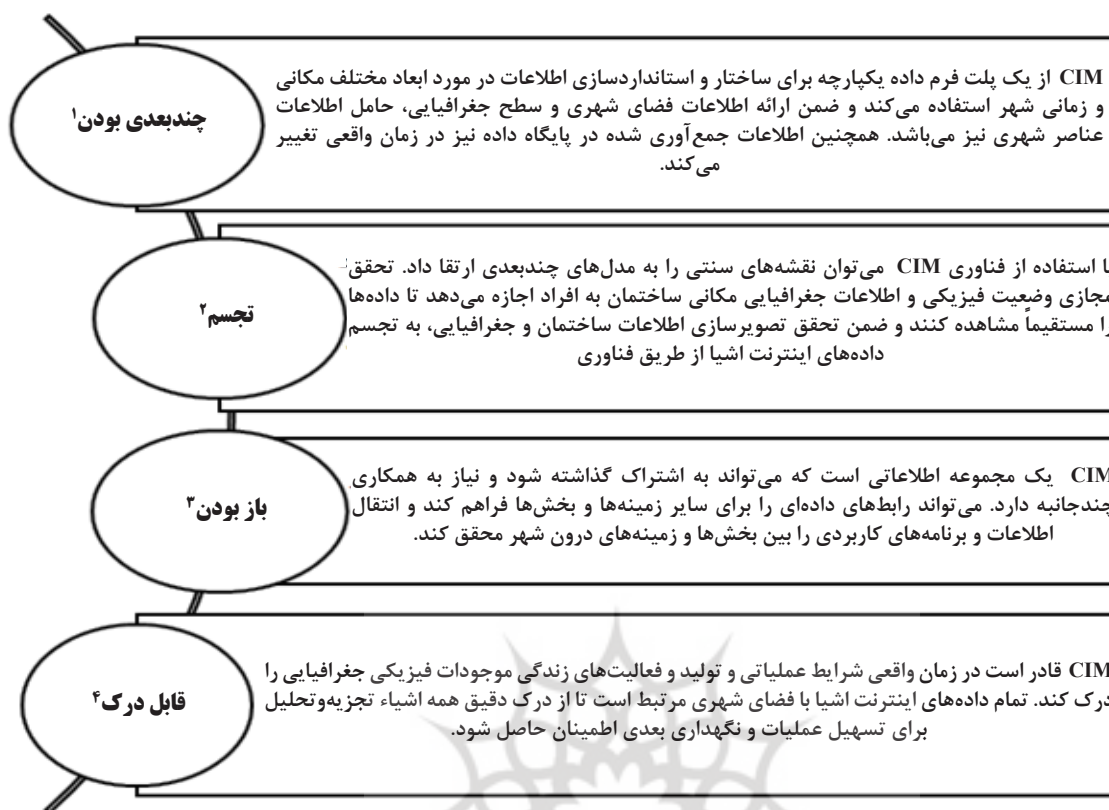 چندبعدی بودن۱
CIM از یک پلت فرم داده یکپارچه برای ساختار و استانداردسازی اطلاعات در مورد ابعاد مختلف مکانی
و زمانی شهر استفاده می‌کند و ضمن ارائه اطلاعات فضای شهری و سطح جغرافیایی، حامل اطلاعات
عناصر شهری نیز می‌باشد. همچنین اطلاعات جمع‌آوری شده در پایگاه داده نیز در زمان واقعی تغییر
می‌کند.
تجسم۲
با استفاده از فناوری CIM می‌توان نقشه‌های سنتی را به مدل‌های چندبعدی ارتقا داد. تحقق
مجازی وضعیت فیزیکی و اطلاعات جغرافیایی مکانی ساختمان به افراد اجازه می‌دهد تا داده‌ها
را مستقیماً مشاهده کنند و ضمن تحقق تصویرسازی اطلاعات ساختمان و جغرافیایی، به تجسم
داده‌های اینترنت اشیا از طریق فناوری
باز بودن۳
CIM یک مجموعه اطلاعاتی است که می‌تواند به اشتراک گذاشته شود و نیاز به همکاری
چندجانبه دارد. می‌تواند رابط‌های داده‌ای را برای سایر زمینه‌ها و بخش‌ها فراهم کند و انتقال
اطلاعات و برنامه‌های کاربردی را بین بخش‌ها و زمینه‌های درون شهر محقق کند.
قابل درک۴
CIM قادر است در زمان واقعی شرایط عملیاتی و تولید و فعالیت‌های زندگی موجودات فیزیکی جغرافیایی را
درک کند. تمام داده‌های اینترنت اشیا با فضای شهری مرتبط است تا از درک دقیق همه اشیاء تجزیه‌وتحلیل
برای تسهیل عملیات و نگهداری بعدی اطمینان حاصل شود.